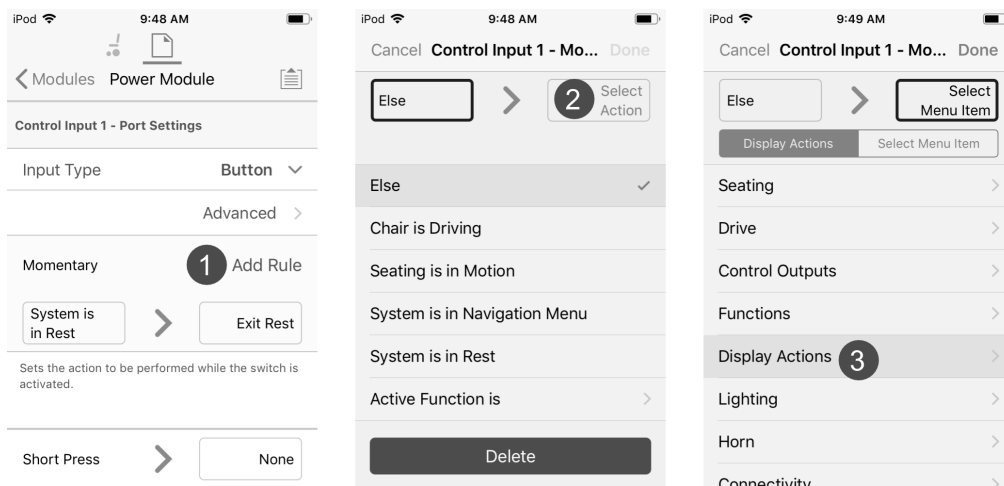 iPod 9:48 AM
Modules Power Module
Control Input 1 - Port Settings
Input Type Button
Advanced
Momentary 1 Add Rule
System is
in Rest
Exit Rest
Sets the action to be performed while the switch is
activated.
Short Press None
iPod 9:48 AM
Cancel Control Input 1 - Mo... Done
Else
2 Select
Action
Else
Chair is Driving
Seating is in Motion
System is in Navigation Menu
System is in Rest
Active Function is
Delete
iPod 9:49 AM
Cancel Control Input 1 - Mo... Done
Else
Select
Menu Item
Display Actions Select Menu Item
Seating
Drive
Control Outputs
Functions
Display Actions 3
Lighting
Horn
Connectivity